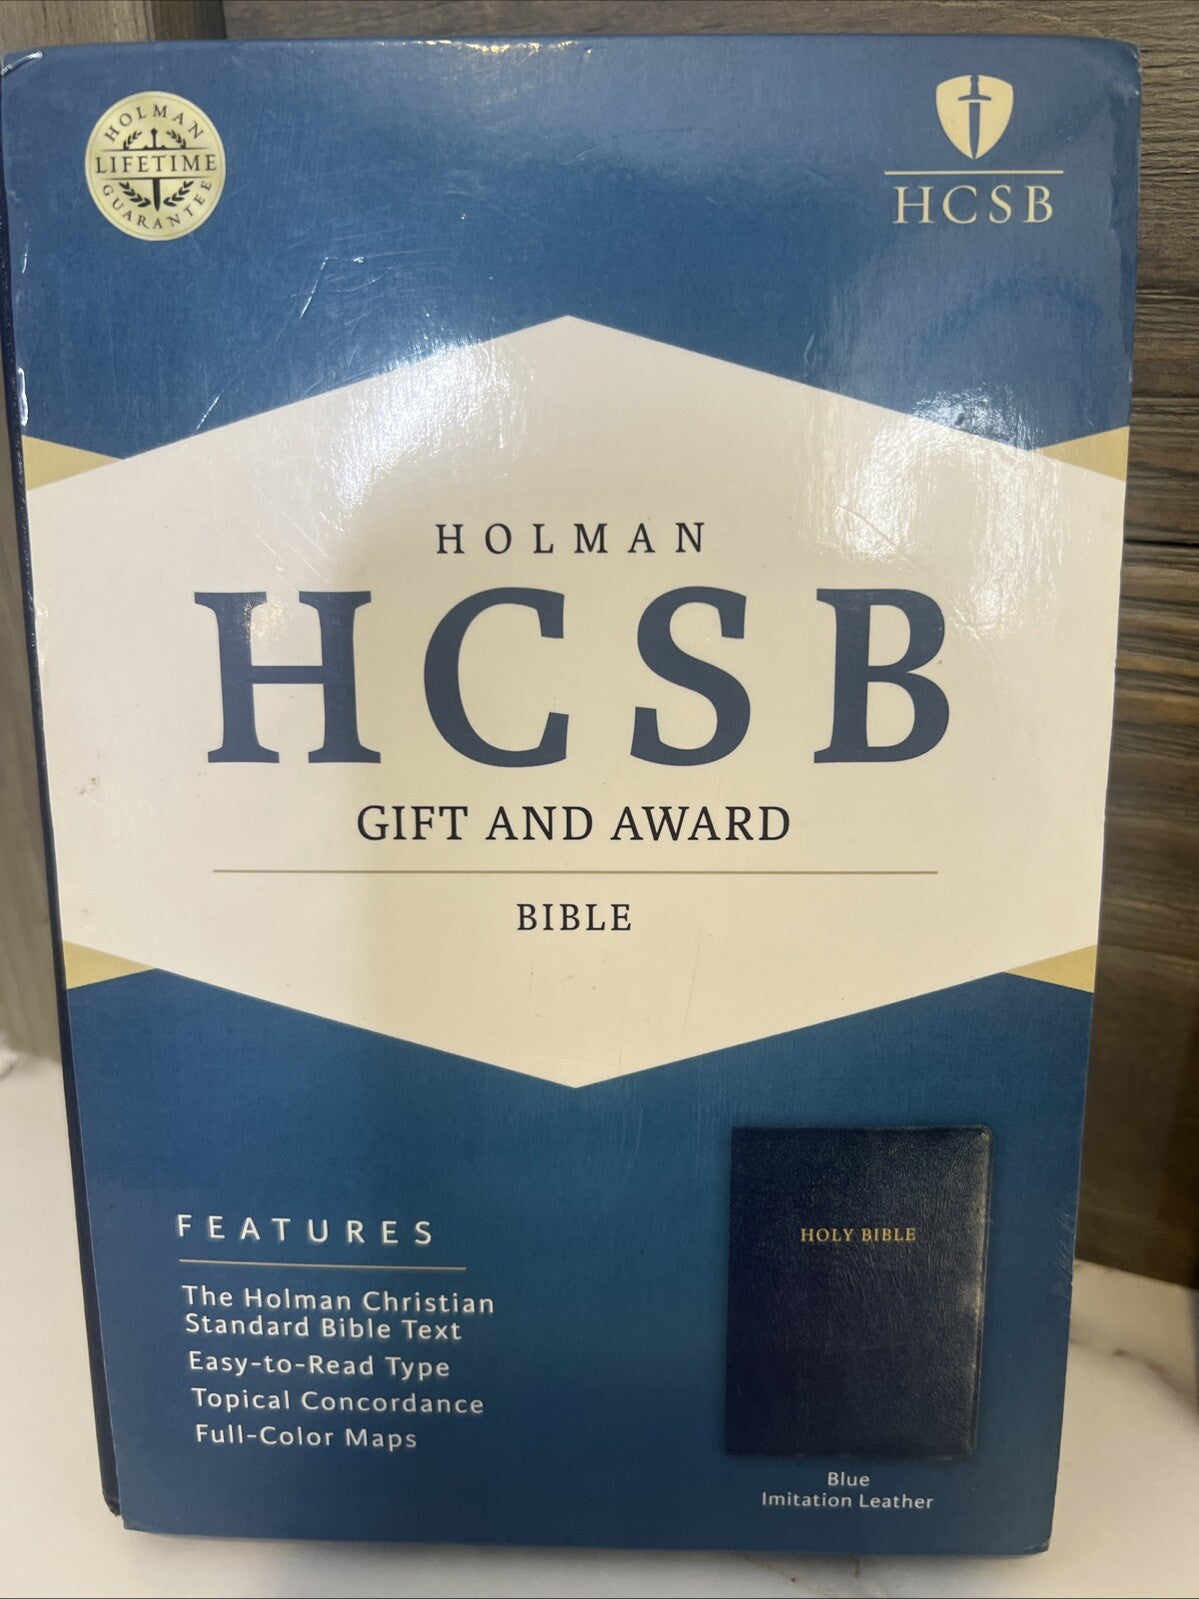 HOLMAN
LIFETIME
GUARANTEE
HCSB
HOLMAN
HCSB
GIFT AND AWARD
BIBLE
FEATURES
The Holman Christian
Standard Bible Text
Easy-to-Read Type
Topical Concordance
Full-Color Maps
HOLY BIBLE
Blue
Imitation Leather